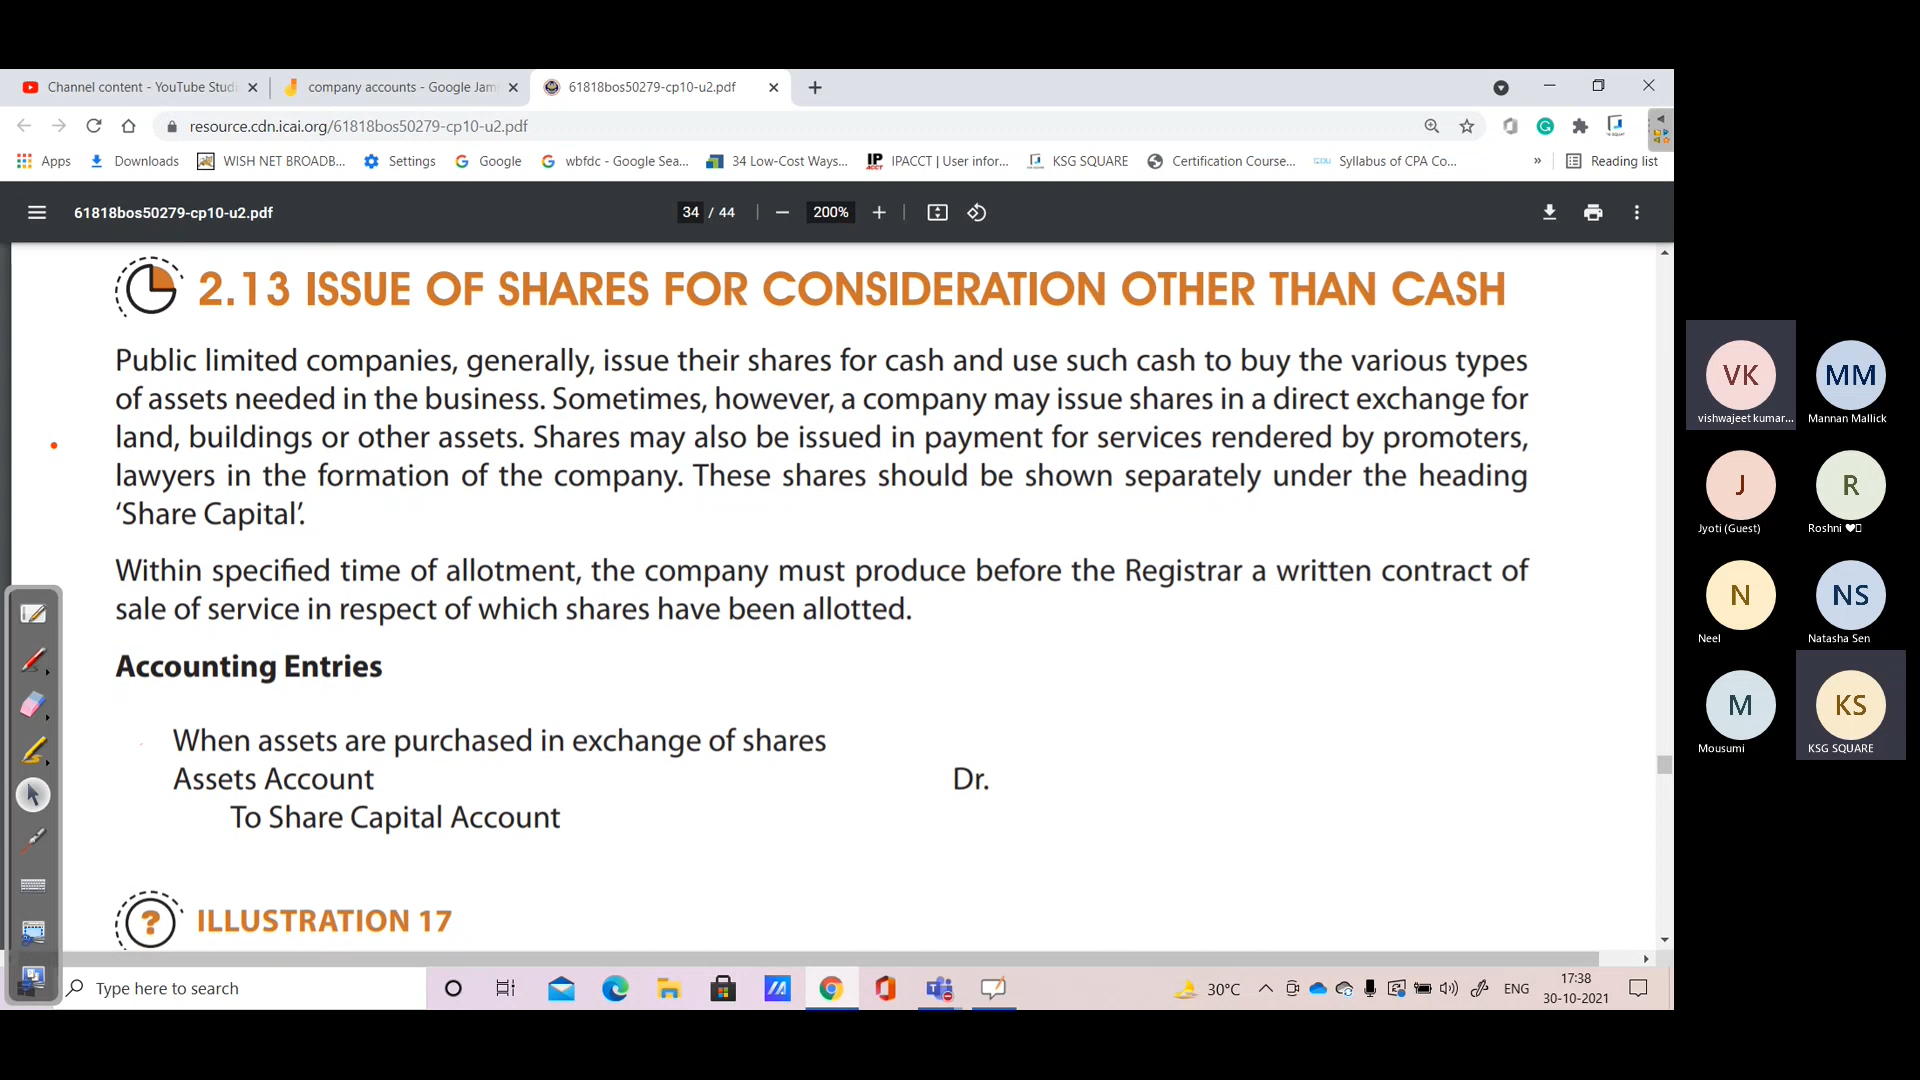 Channel content - YouTube Stud
company accounts - Google Jam
61818bos50279-cp10-u2.pdf
resource.cdn.icai.org/61818bos50279-cp10-u2.pdf
Apps
Downloads
WISH NET BROADB...
Settings
Google
wbfdc - Google Sea...
34 Low-Cost Ways...
IPACCT | User infor...
KSG SQUARE
Certification Course...
Syllabus of CPA Co...
»
Reading list
61818bos50279-cp10-u2.pdf
34 / 44
200%
2.13 ISSUE OF SHARES FOR CONSIDERATION OTHER THAN CASH
Public limited companies, generally, issue their shares for cash and use such cash to buy the various types
of assets needed in the business. Sometimes, however, a company may issue shares in a direct exchange for
land, buildings or other assets. Shares may also be issued in payment for services rendered by promoters,
lawyers in the formation of the company. These shares should be shown separately under the heading
‘Share Capital’.
Within specified time of allotment, the company must produce before the Registrar a written contract of
sale of service in respect of which shares have been allotted.
Accounting Entries
When assets are purchased in exchange of shares
Assets Account Dr.
To Share Capital Account
? ILLUSTRATION 17
Type here to search
30°C
ENG
17:38
30-10-2021
VK
vishwajeet kumar...
MM
Mannan Mallick
J
Jyoti (Guest)
R
Roshni ❤
N
Neel
NS
Natasha Sen
M
Mousumi
KS
KSG SQUARE